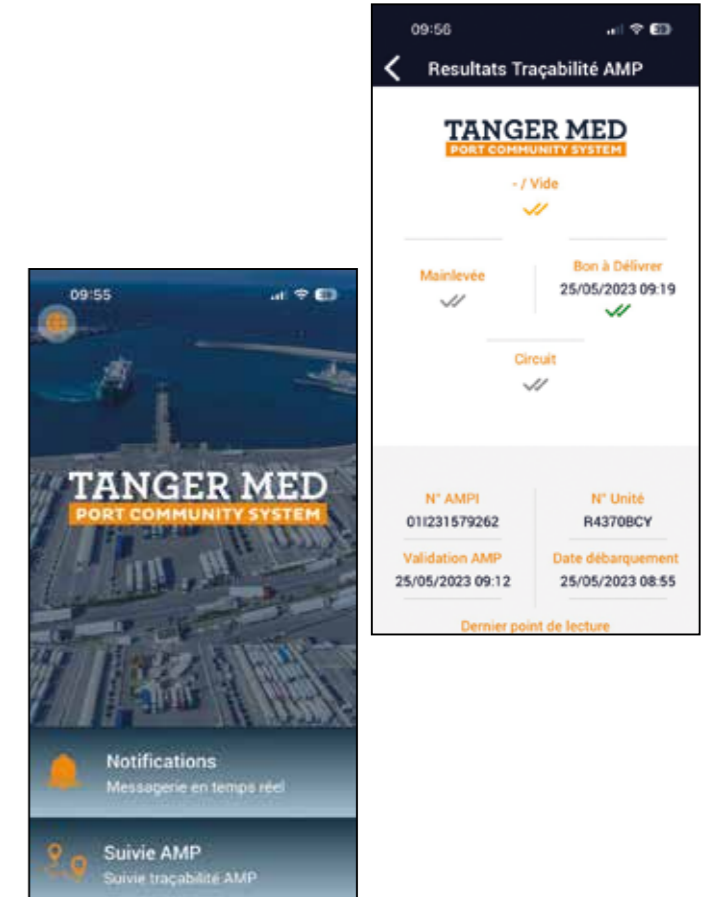 09:56
Resultats Traçabilité AMP
TANGER MED
PORT COMMUNITY SYSTEM
- / Vide
Mainlevée
Bon à Délivrer
25/05/2023 09:19
Circuit
N° AMPI
N° Unité
01I231579262
R4370BCY
Validation AMP
Date débarquement
25/05/2023 09:12
25/05/2023 08:55
Dernier point de lecture
09:55
TANGER MED
PORT COMMUNITY SYSTEM
Notifications
Messagerie en temps réel
Suivie AMP
Suivie traçabilité AMP